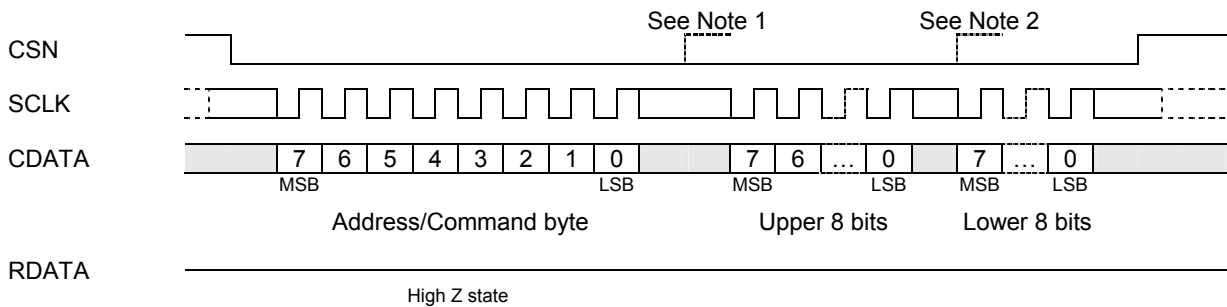 See Note 1 See Note 2
CSN
SCLK
CDATA 7 6 5 4 3 2 1 0 7 6 ... 0 7 ... 0
MSB LSB MSB LSB MSB LSB
Address/Command byte Upper 8 bits Lower 8 bits
RDATA
High Z state